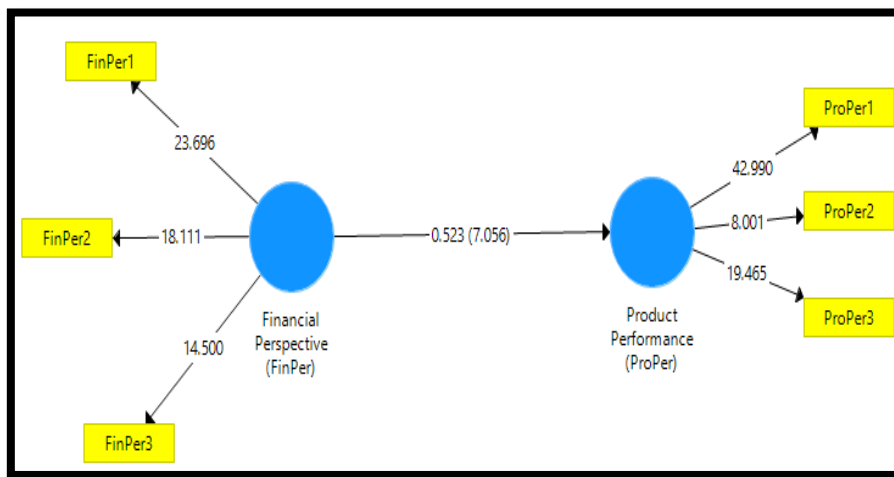 FinPer1
ProPer1
23.696
42.990
FinPer2
18.111
0.523 (7.056)
8.001
ProPer2
19.465
14.500
Financial
Perspective
(FinPer)
Product
Performance
(ProPer)
ProPer3
FinPer3